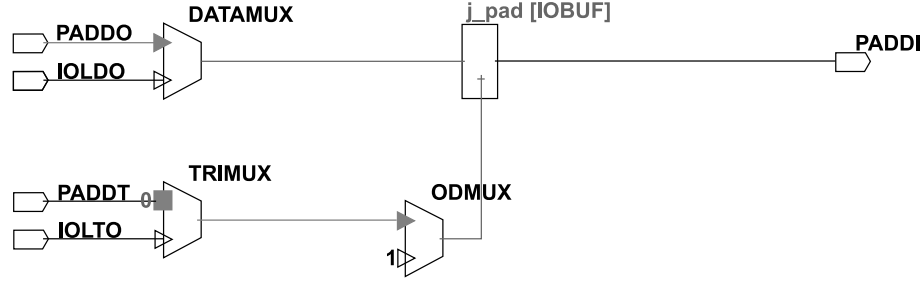 DATAMUX
j_pad [IOBUF]
PADDO
PADDI
IOLDO
TRIMUX
PADDT
0
ODMUX
IOLTO
1